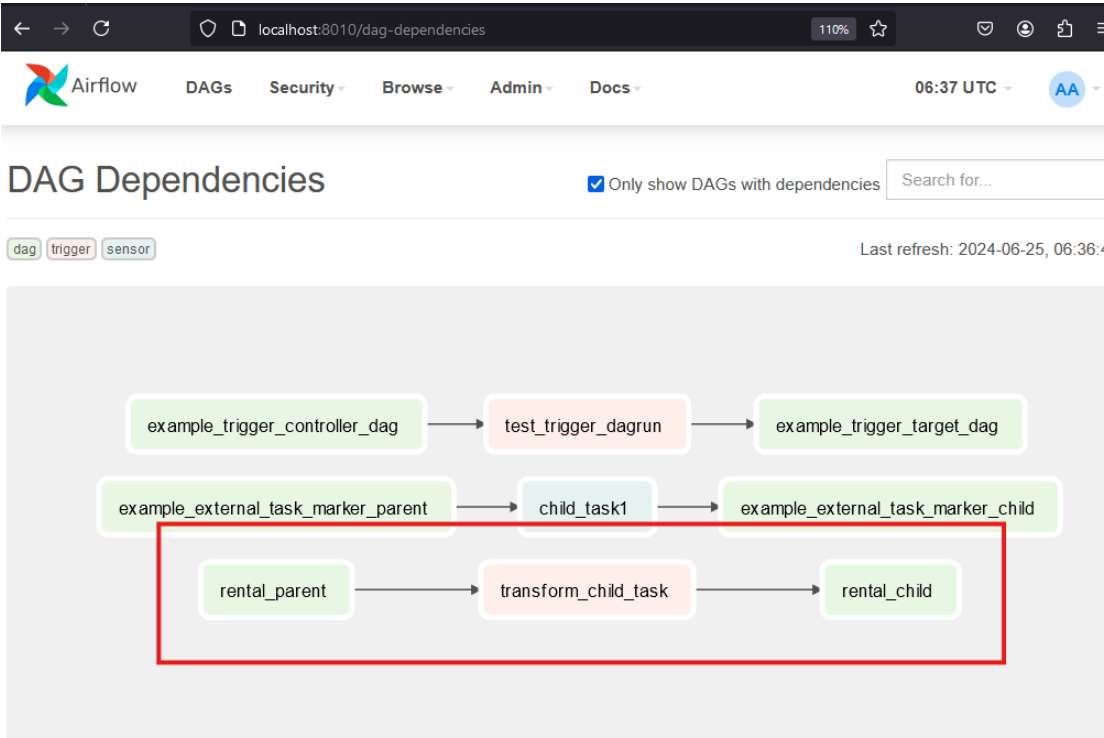 localhost:8010/dag-dependencies 110%
Airflow DAGs Security Browse Admin Docs 06:37 UTC AA
DAG Dependencies
Only show DAGs with dependencies Search for...
dag trigger sensor Last refresh: 2024-06-25, 06:36:4
example_trigger_controller_dag test_trigger_dagrun example_trigger_target_dag
example_external_task_marker_parent child_task1 example_external_task_marker_child
rental_parent transform_child_task rental_child